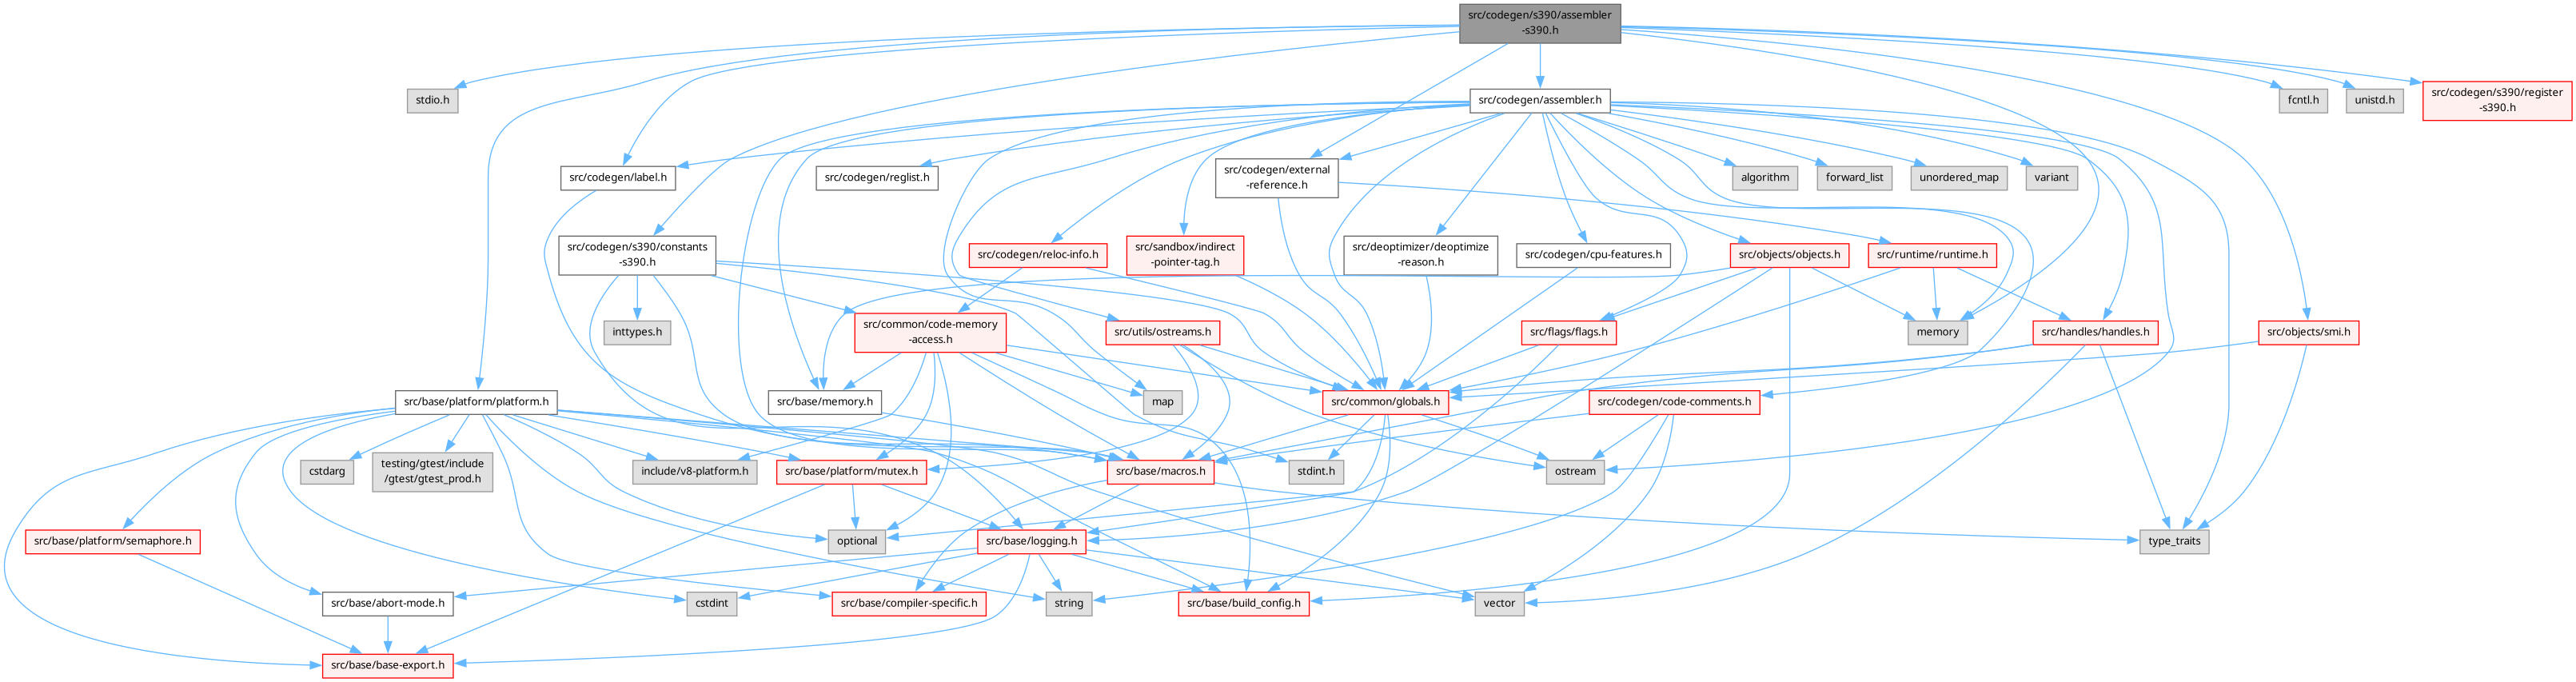 src/codegen/s390/assembler
-s390.h
stdio.h
src/codegen/assembler.h
fcntl.h
unistd.h
src/codegen/s390/register
-s390.h
src/codegen/label.h
src/codegen/reglist.h
src/codegen/external
-reference.h
algorithm
forward_list
unordered_map
variant
src/codegen/s390/constants
-s390.h
src/codegen/reloc-info.h
src/sandbox/indirect
-pointer-tag.h
src/deoptimizer/deoptimize
-reason.h
src/codegen/cpu-features.h
src/objects/objects.h
src/runtime/runtime.h
inttypes.h
src/common/code-memory
-access.h
src/utils/ostreams.h
src/flags/flags.h
memory
src/handles/handles.h
src/objects/smi.h
src/base/platform/platform.h
src/base/memory.h
map
src/common/globals.h
src/codegen/code-comments.h
cstdarg
testing/gtest/include
/gtest/gtest_prod.h
include/v8-platform.h
src/base/platform/mutex.h
src/base/macros.h
stdint.h
ostream
src/base/platform/semaphore.h
optional
src/base/logging.h
type_traits
src/base/abort-mode.h
cstdint
src/base/compiler-specific.h
string
src/base/build_config.h
vector
src/base/base-export.h